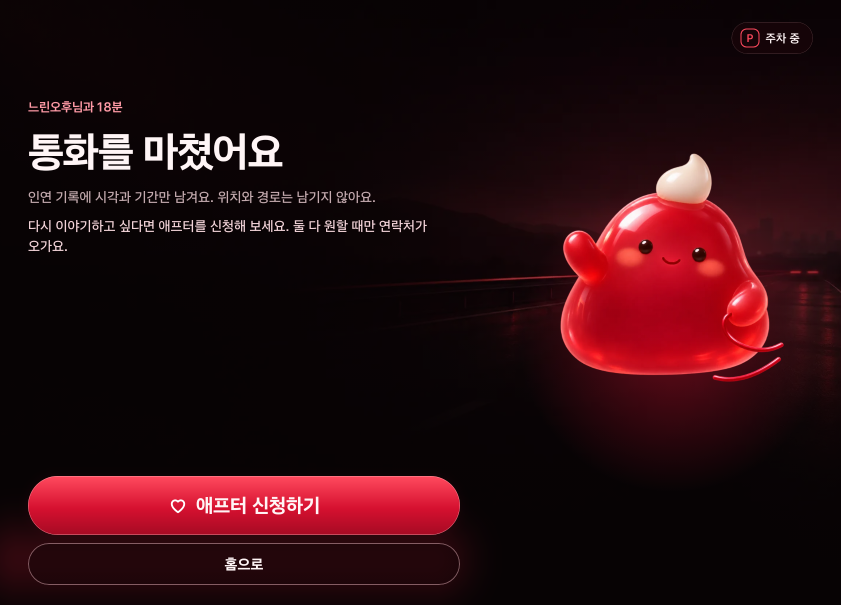 P 주차 중
느린오후님과 18분
통화를 마쳤어요
인연 기록에 시각과 기간만 남겨요. 위치와 경로는 남기지 않아요.
다시 이야기하고 싶다면 애프터를 신청해 보세요. 둘 다 원할 때만 연락처가
오가요.
애프터 신청하기
홈으로